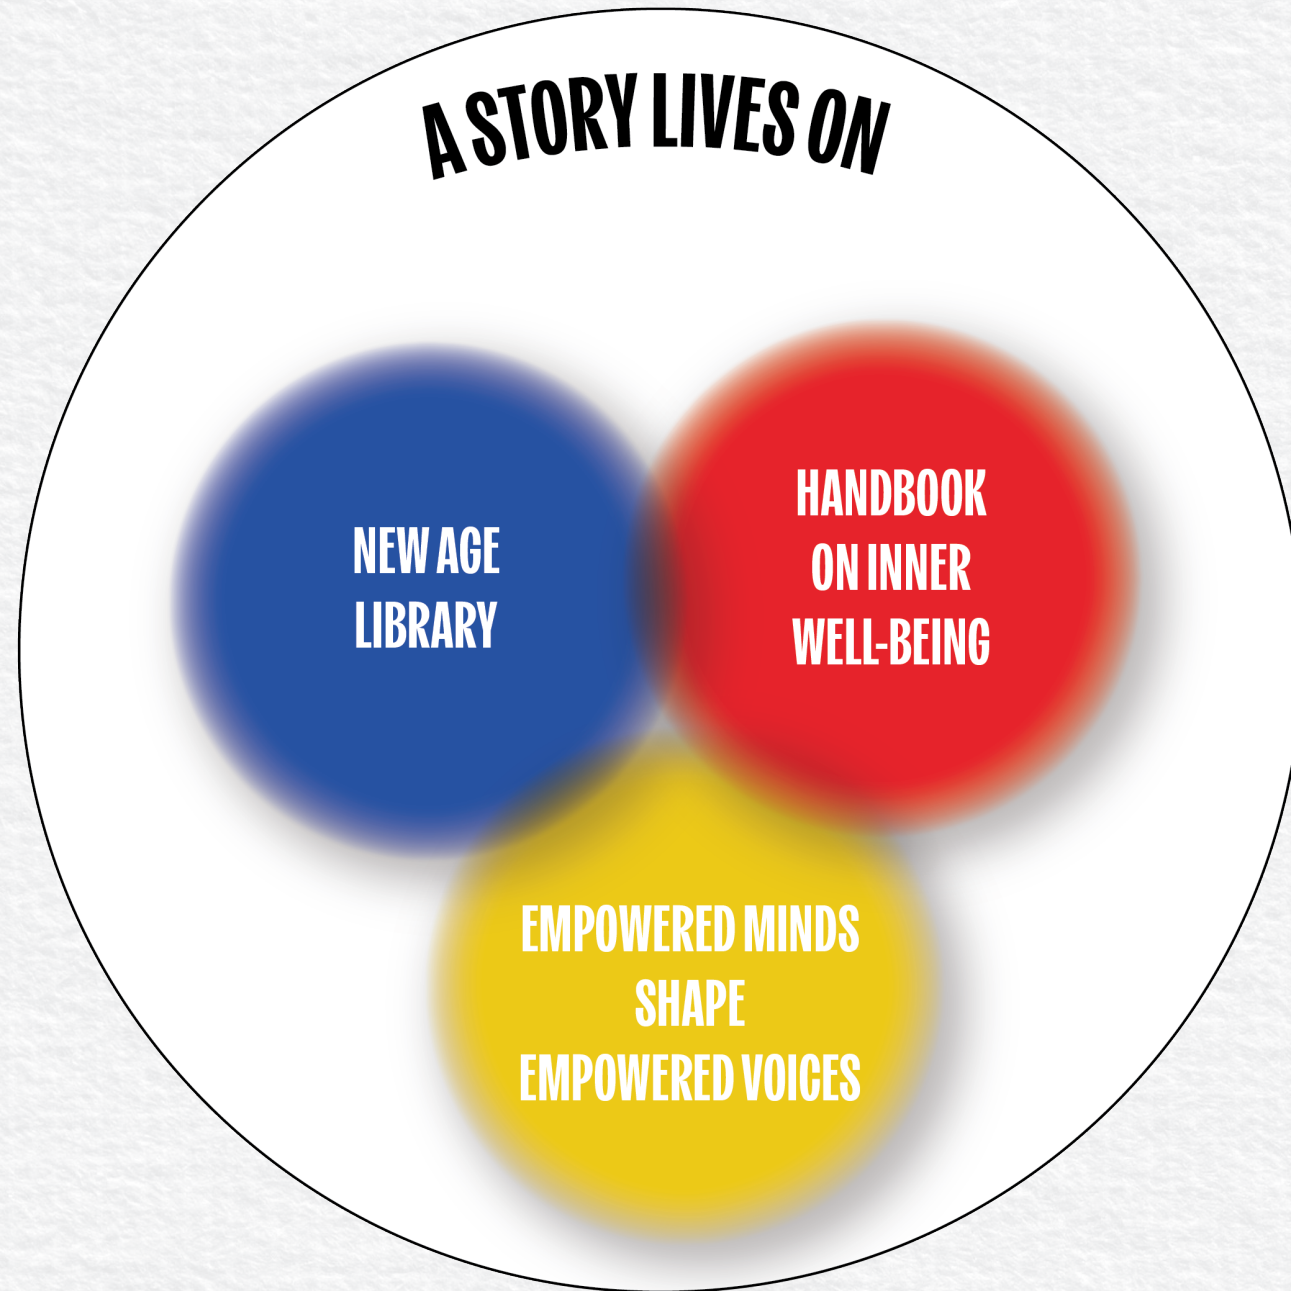 A STORY LIVES ON
NEW AGE
LIBRARY
HANDBOOK
ON INNER
WELL-BEING
EMPOWERED MINDS
SHAPE
EMPOWERED VOICES